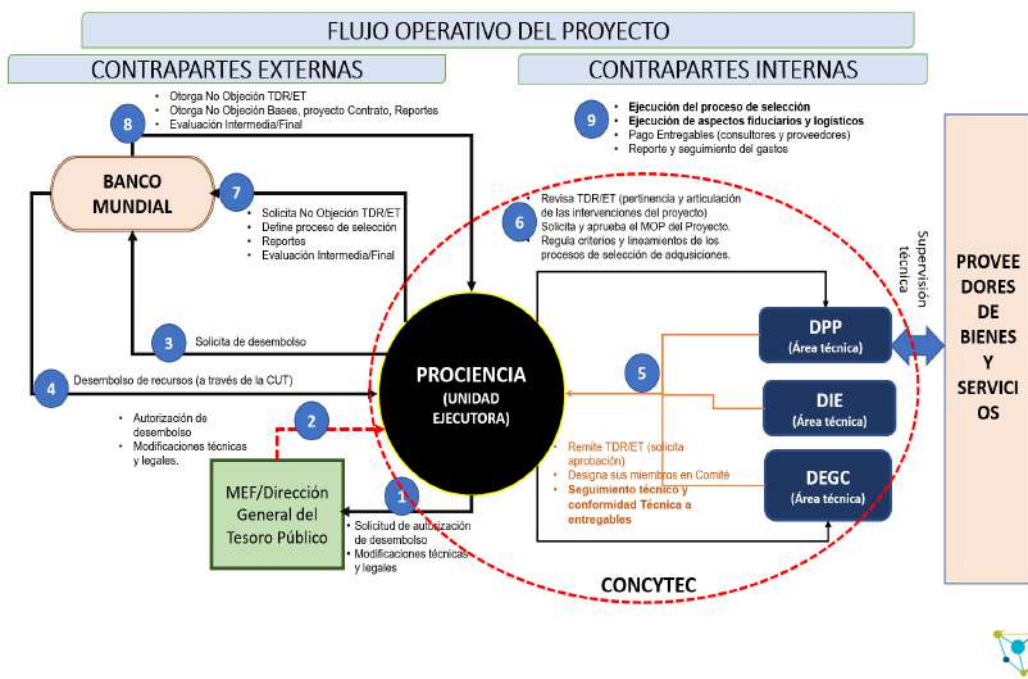 FLUJO OPERATIVO DEL PROYECTO
CONTRAPARTES EXTERNAS
CONTRAPARTES INTERNAS
8
• Otorga No Objeción TDR/ET
• Otorga No Objeción Bases, proyecto Contrato, Reportes
• Evaluación Intermedia/Final
9
• Ejecución del proceso de selección
• Ejecución de aspectos fiduciarios y logísticos
• Pago Entregables (consultores y proveedores)
• Reporte y seguimiento del gastos
BANCO
MUNDIAL
7
• Solicita No Objeción TDR/ET
• Define proceso de selección
• Reportes
• Evaluación Intermedia/Final
6
• Revisa TDR/ET (pertinencia y articulación
de las intervenciones del proyecto)
• Solicita y aprueba el MOP del Proyecto.
• Regula criterios y lineamientos de los
procesos de selección de adqusiciones.
3
Solicita de desembolso
4
Desembolso de recursos (a través de la CUT)
• Autorización de
desembolso
• Modificaciones técnicas
y legales.
2
PROCIENCIA
(UNIDAD
EJECUTORA)
MEF/Dirección
General del
Tesoro Público
1
• Solicitud de autorización
de desembolso
• Modificaciones técnicas
y legales
5
• Remite TDR/ET (solicita
aprobación)
• Designa sus miembros en Comité
• Seguimiento técnico y
conformidad Técnica a
entregables
DPP
(Área técnica)
DIE
(Área técnica)
DEGC
(Área técnica)
CONCYTEC
Supervisión
técnica
PROVEE
DORES
DE
BIENES
Y
SERVICI
OS